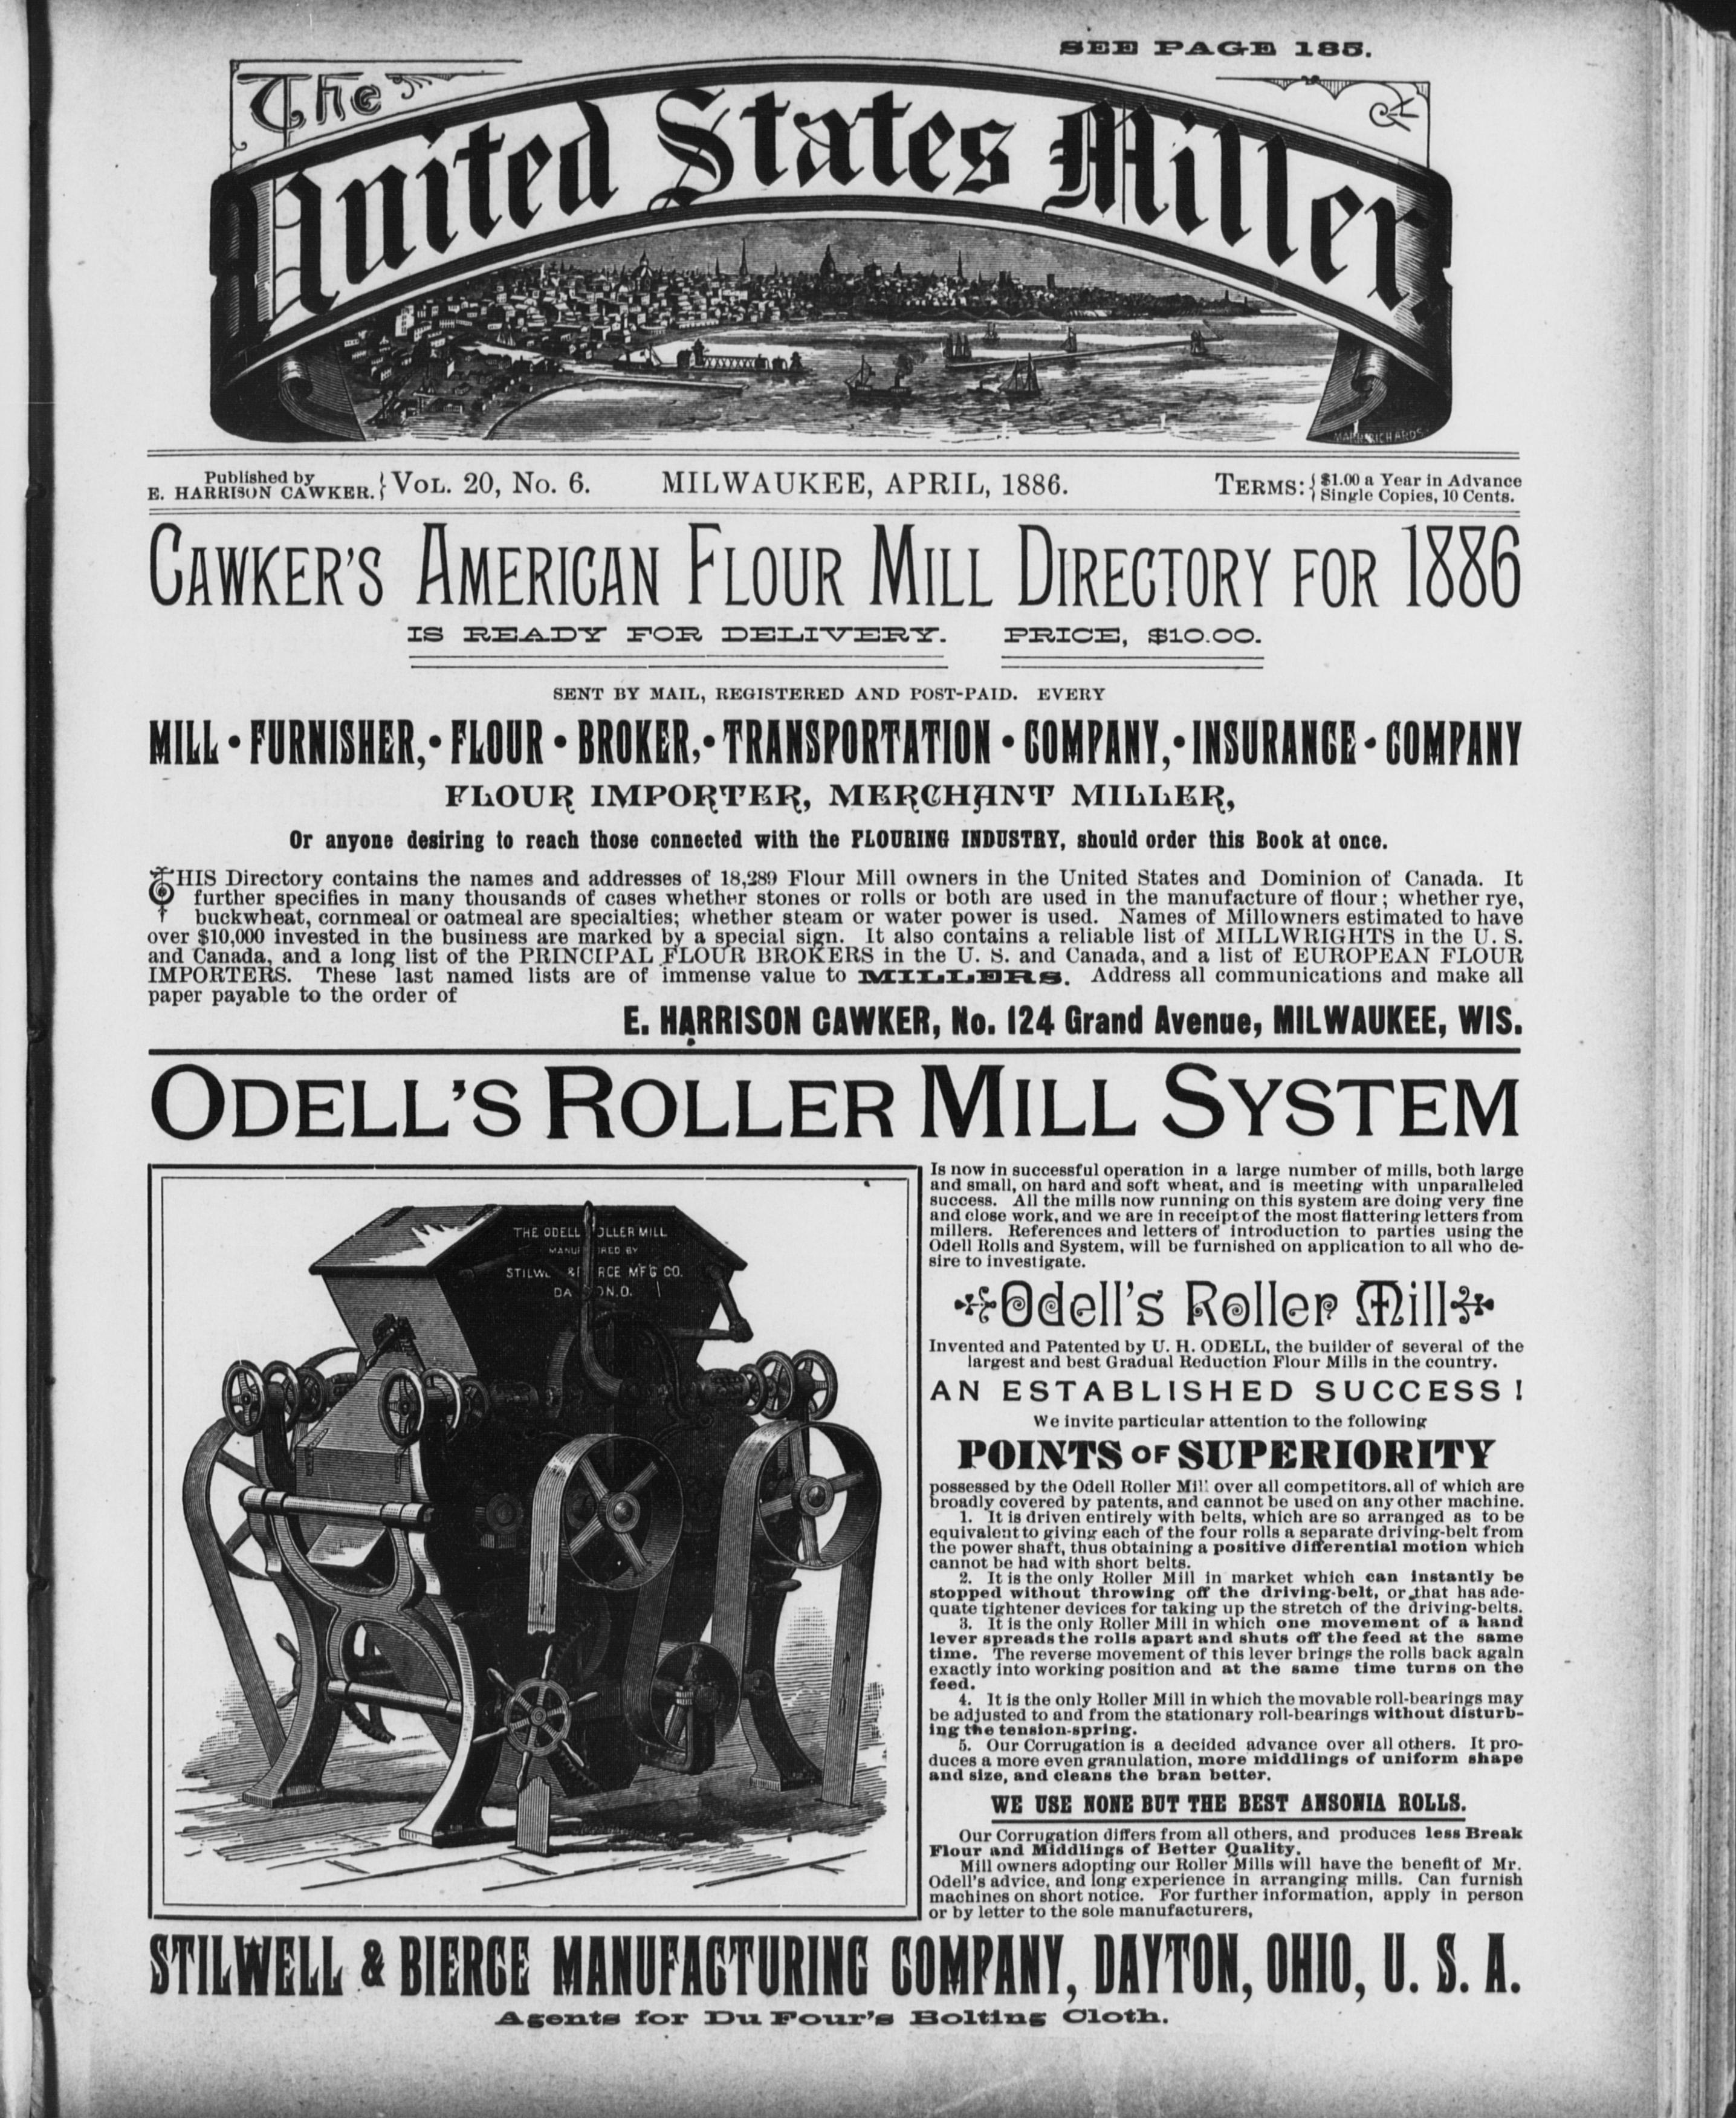 SEE PAGE 185.
The
United States Miller.
MARR & RICHARDS
Published by
E. HARRISON CAWKER. } VOL. 20, No. 6.
MILWAUKEE, APRIL, 1886.
TERMS: { $1.00 a Year in Advance
Single Copies, 10 Cents.
CAWKER'S AMERICAN FLOUR MILL DIRECTORY FOR 1886
IS READY FOR DELIVERY. PRICE, $10.00.
SENT BY MAIL, REGISTERED AND POST-PAID. EVERY
MILL · FURNISHER, · FLOUR · BROKER, · TRANSPORTATION · COMPANY, · INSURANCE · COMPANY
FLOUR IMPORTER, MERCHANT MILLER,
Or anyone desiring to reach those connected with the FLOURING INDUSTRY, should order this Book at once.
THIS Directory contains the names and addresses of 18,289 Flour Mill owners in the United States and Dominion of Canada. It
further specifies in many thousands of cases whether stones or rolls or both are used in the manufacture of flour; whether rye,
buckwheat, cornmeal or oatmeal are specialties; whether steam or water power is used. Names of Millowners estimated to have
over $10,000 invested in the business are marked by a special sign. It also contains a reliable list of MILLWRIGHTS in the U. S.
and Canada, and a long list of the PRINCIPAL FLOUR BROKERS in the U. S. and Canada, and a list of EUROPEAN FLOUR
IMPORTERS. These last named lists are of immense value to MILLERS. Address all communications and make all
paper payable to the order of
E. HARRISON CAWKER, No. 124 Grand Avenue, MILWAUKEE, WIS.
ODELL'S ROLLER MILL SYSTEM
THE ODELL ROLLER MILL
MANUFACTURED BY
STILWELL & BIERCE MF'G CO.
DAYTON. O.
Is now in successful operation in a large number of mills, both large
and small, on hard and soft wheat, and is meeting with unparalleled
success. All the mills now running on this system are doing very fine
and close work, and we are in receipt of the most flattering letters from
millers. References and letters of introduction to parties using the
Odell Rolls and System, will be furnished on application to all who de-
sire to investigate.
Odell's Roller Mill
Invented and Patented by U. H. ODELL, the builder of several of the
largest and best Gradual Reduction Flour Mills in the country.
AN ESTABLISHED SUCCESS!
We invite particular attention to the following
POINTS OF SUPERIORITY
possessed by the Odell Roller Mill over all competitors, all of which are
broadly covered by patents, and cannot be used on any other machine.
1. It is driven entirely with belts, which are so arranged as to be
equivalent to giving each of the four rolls a separate driving-belt from
the power shaft, thus obtaining a positive differential motion which
cannot be had with short belts.
2. It is the only Roller Mill in market which can instantly be
stopped without throwing off the driving-belt, or that has ade-
quate tightener devices for taking up the stretch of the driving-belts.
3. It is the only Roller Mill in which one movement of a hand
lever spreads the rolls apart and shuts off the feed at the same
time. The reverse movement of this lever brings the rolls back again
exactly into working position and at the same time turns on the
feed.
4. It is the only Roller Mill in which the movable roll-bearings may
be adjusted to and from the stationary roll-bearings without disturb-
ing the tension-spring.
5. Our Corrugation is a decided advance over all others. It pro-
duces a more even granulation, more middlings of uniform shape
and size, and cleans the bran better.
WE USE NONE BUT THE BEST ANSONIA ROLLS.
Our Corrugation differs from all others, and produces less Break
Flour and Middlings of Better Quality.
Mill owners adopting our Roller Mills will have the benefit of Mr.
Odell's advice, and long experience in arranging mills. Can furnish
machines on short notice. For further information, apply in person
or by letter to the sole manufacturers,
STILWELL & BIERCE MANUFACTURING COMPANY, DAYTON, OHIO, U. S. A.
Agents for Du Four's Bolting Cloth.